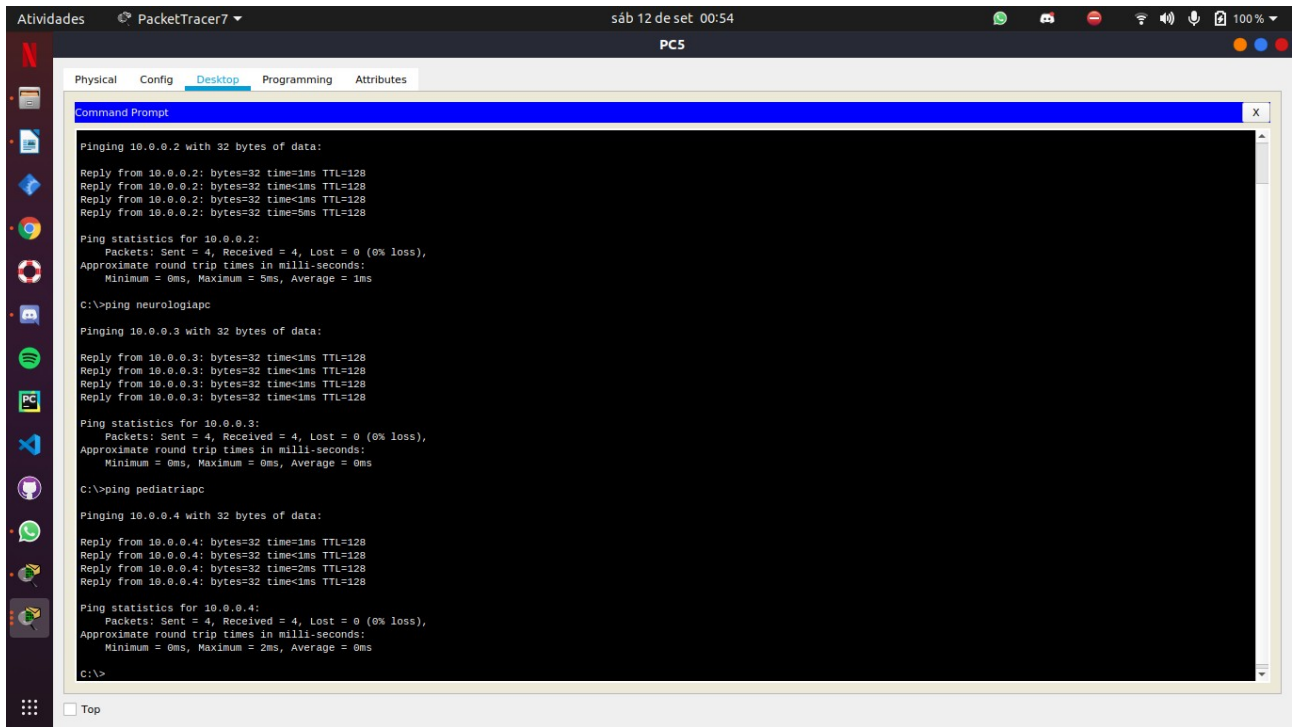 Atividades PacketTracer7 sáb 12 de set 00:54 100 %
PC5
Physical Config Desktop Programming Attributes
Command Prompt X
Pinging 10.0.0.2 with 32 bytes of data:
Reply from 10.0.0.2: bytes=32 time=1ms TTL=128
Reply from 10.0.0.2: bytes=32 time<1ms TTL=128
Reply from 10.0.0.2: bytes=32 time<1ms TTL=128
Reply from 10.0.0.2: bytes=32 time=5ms TTL=128
Ping statistics for 10.0.0.2:
Packets: Sent = 4, Received = 4, Lost = 0 (0% loss),
Approximate round trip times in milli-seconds:
Minimum = 0ms, Maximum = 5ms, Average = 1ms
C:\>ping neurologiapc
Pinging 10.0.0.3 with 32 bytes of data:
Reply from 10.0.0.3: bytes=32 time<1ms TTL=128
Reply from 10.0.0.3: bytes=32 time<1ms TTL=128
Reply from 10.0.0.3: bytes=32 time<1ms TTL=128
Reply from 10.0.0.3: bytes=32 time<1ms TTL=128
Ping statistics for 10.0.0.3:
Packets: Sent = 4, Received = 4, Lost = 0 (0% loss),
Approximate round trip times in milli-seconds:
Minimum = 0ms, Maximum = 0ms, Average = 0ms
C:\>ping pediatriapc
Pinging 10.0.0.4 with 32 bytes of data:
Reply from 10.0.0.4: bytes=32 time=1ms TTL=128
Reply from 10.0.0.4: bytes=32 time<1ms TTL=128
Reply from 10.0.0.4: bytes=32 time=2ms TTL=128
Reply from 10.0.0.4: bytes=32 time<1ms TTL=128
Ping statistics for 10.0.0.4:
Packets: Sent = 4, Received = 4, Lost = 0 (0% loss),
Approximate round trip times in milli-seconds:
Minimum = 0ms, Maximum = 2ms, Average = 0ms
C:\>
Top